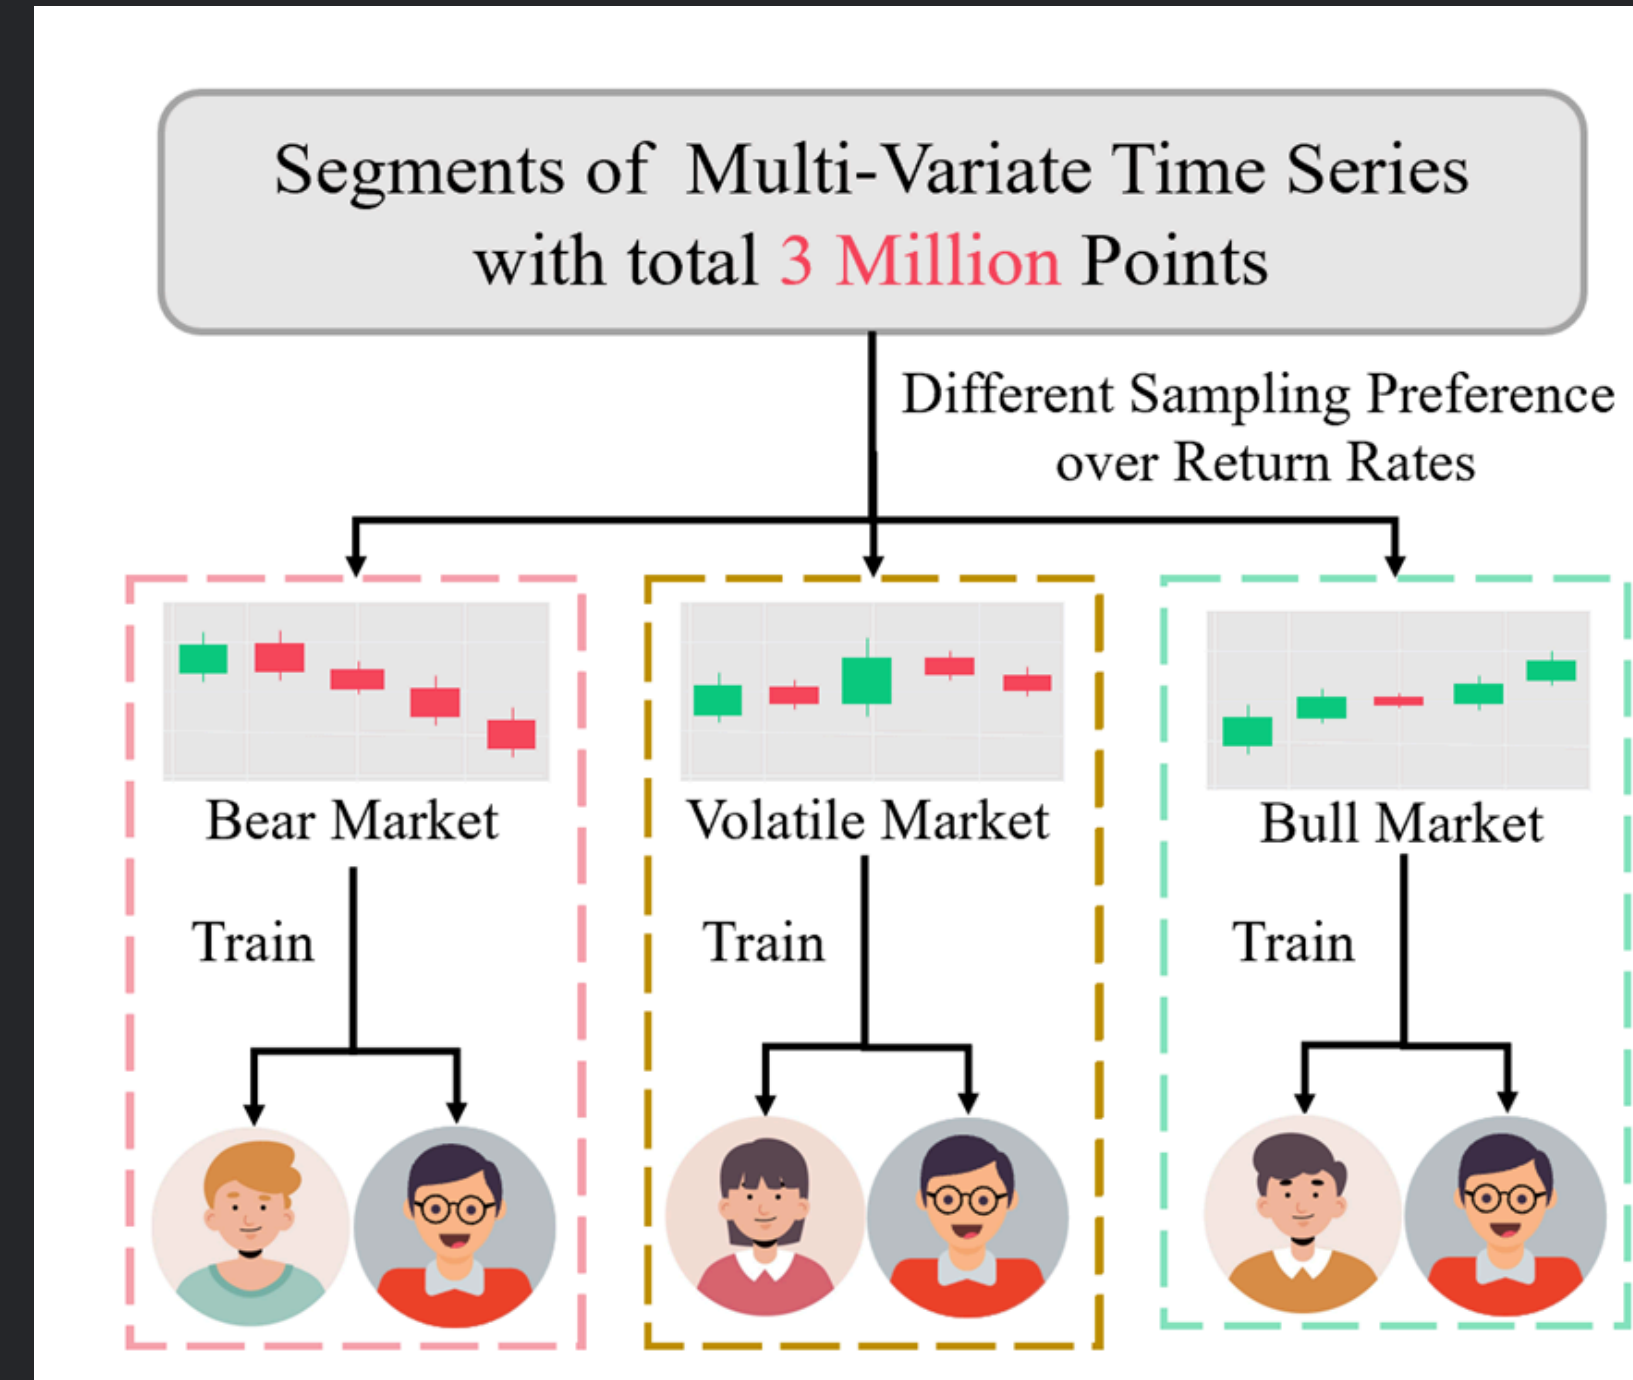 Segments of Multi-Variate Time Series
with total 3 Million Points
Different Sampling Preference
over Return Rates
Bear Market
Volatile Market
Bull Market
Train
Train
Train